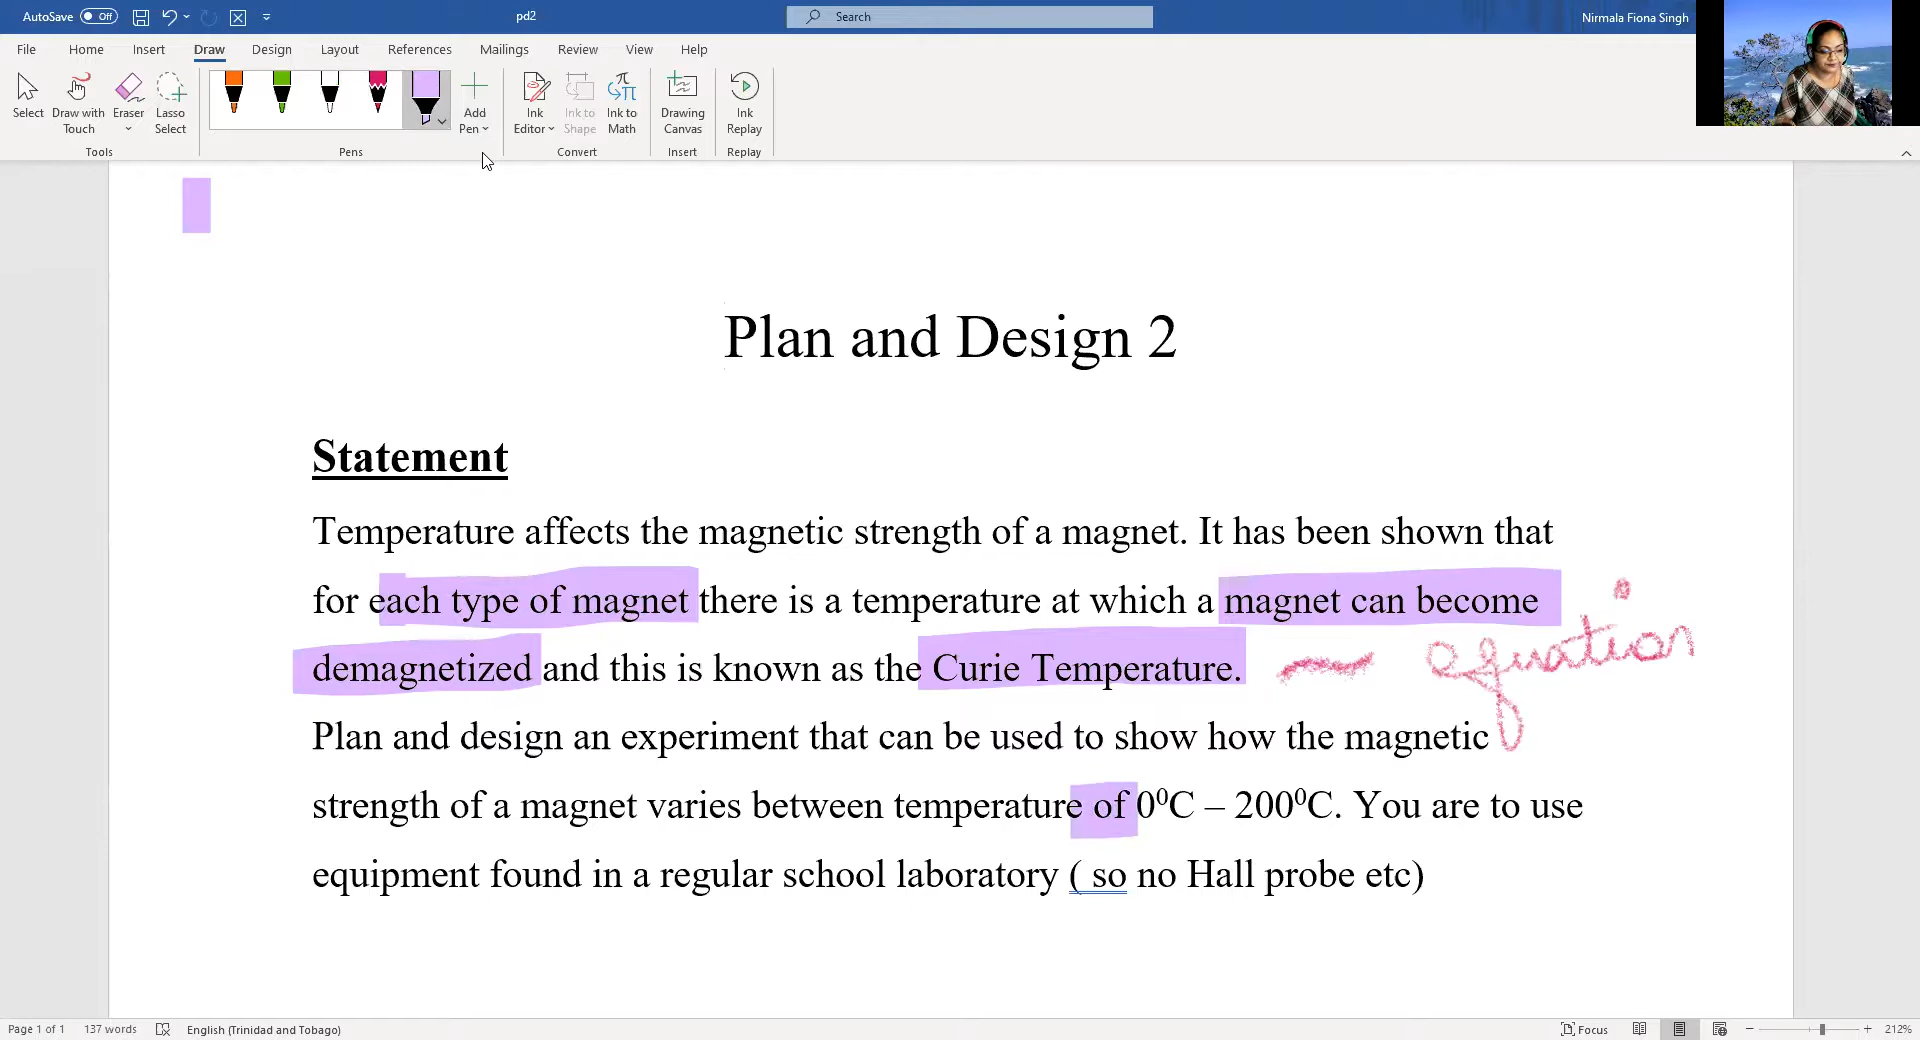 AutoSave Off pd2 Search Nirmala Fiona Singh
File Home Insert Draw Design Layout References Mailings Review View Help
Select Draw with Touch Eraser Lasso Select Add Pen Ink Editor Ink to Shape Ink to Math Drawing Canvas Ink Replay
Tools Pens Convert Insert Replay
Plan and Design 2
Statement
Temperature affects the magnetic strength of a magnet. It has been shown that
for each type of magnet there is a temperature at which a magnet can become
demagnetized and this is known as the Curie Temperature. — equation
Plan and design an experiment that can be used to show how the magnetic
strength of a magnet varies between temperature of 0⁰C – 200⁰C. You are to use
equipment found in a regular school laboratory ( so no Hall probe etc)
Page 1 of 1 137 words English (Trinidad and Tobago) Focus 212%